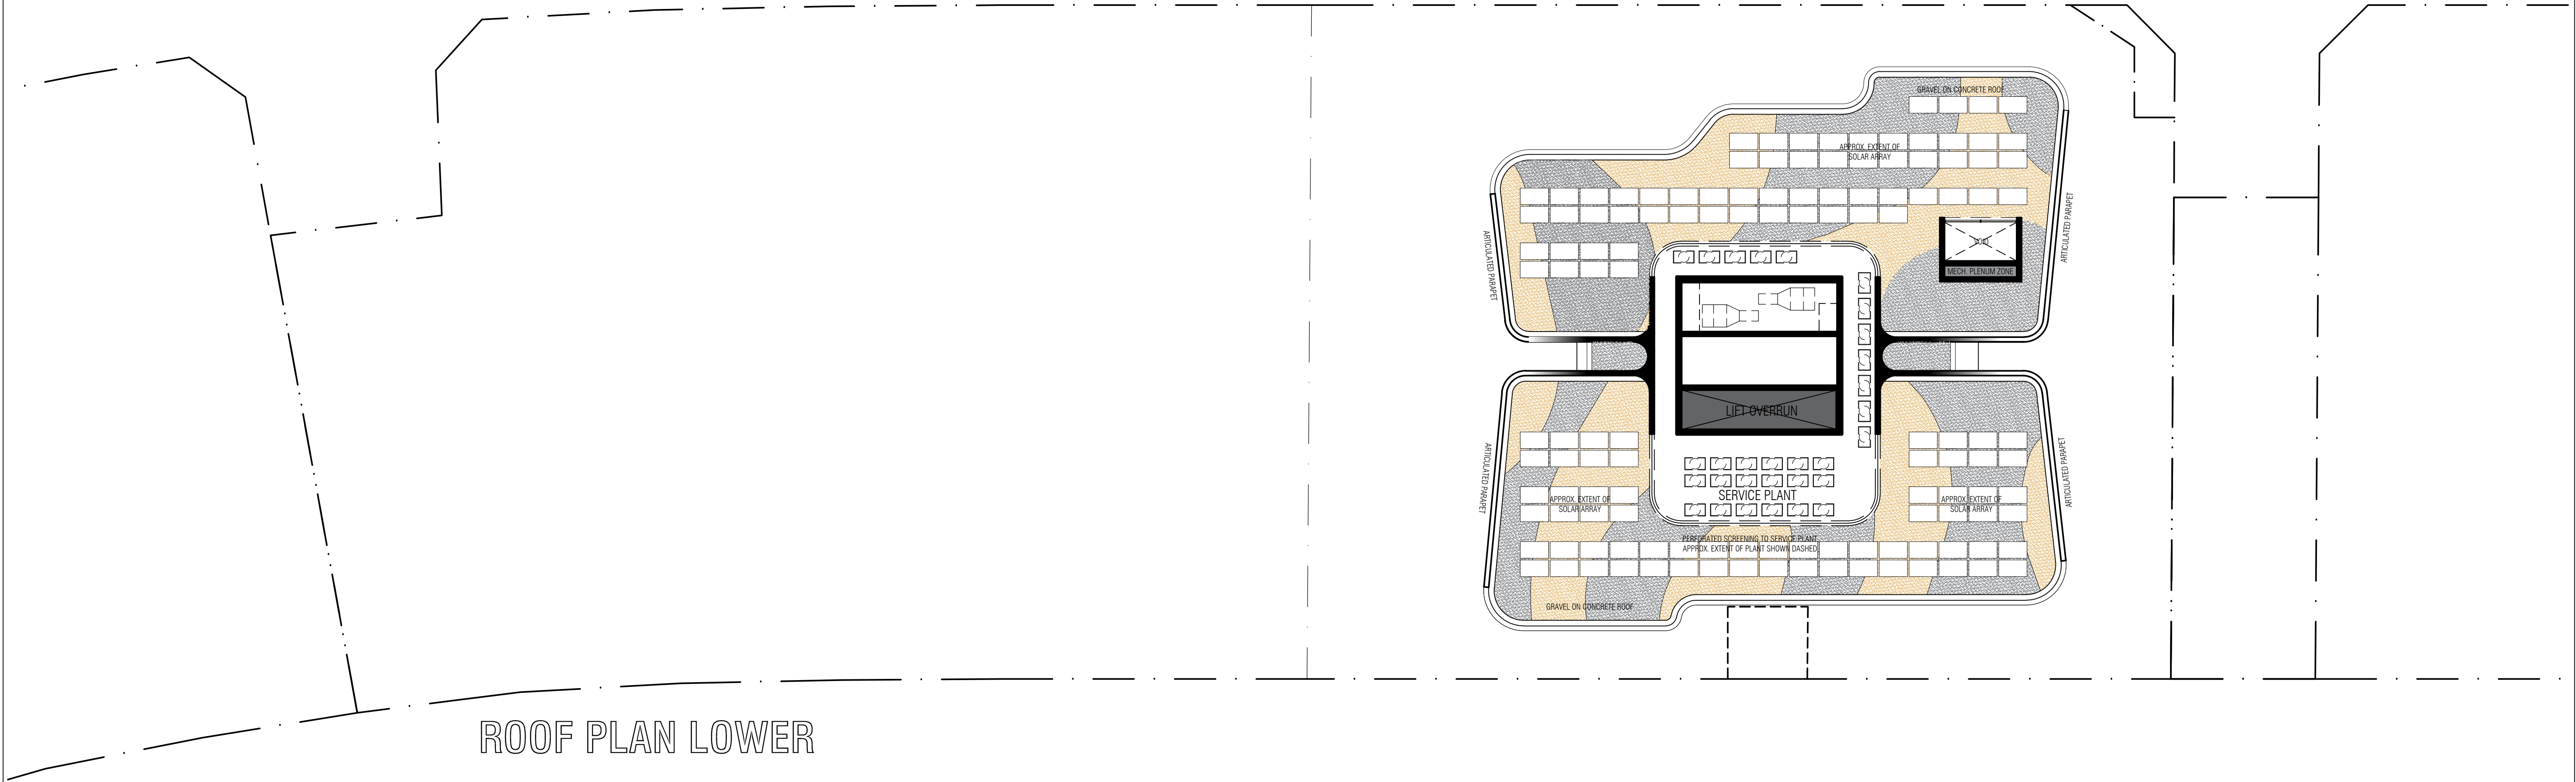 GRAVEL ON CONCRETE ROOF
APPROX. EXTENT OF
SOLAR ARRAY
ARTICULATED PARAPET
ARTICULATED PARAPET
VOID
MECH. PLENUM ZONE
LIFT OVERRUN
ARTICULATED PARAPET
ARTICULATED PARAPET
SERVICE PLANT
APPROX. EXTENT OF
SOLAR ARRAY
APPROX. EXTENT OF
SOLAR ARRAY
PERFORATED SCREENING TO SERVICE PLANT
APPROX. EXTENT OF PLANT SHOWN DASHED
GRAVEL ON CONCRETE ROOF
ROOF PLAN LOWER